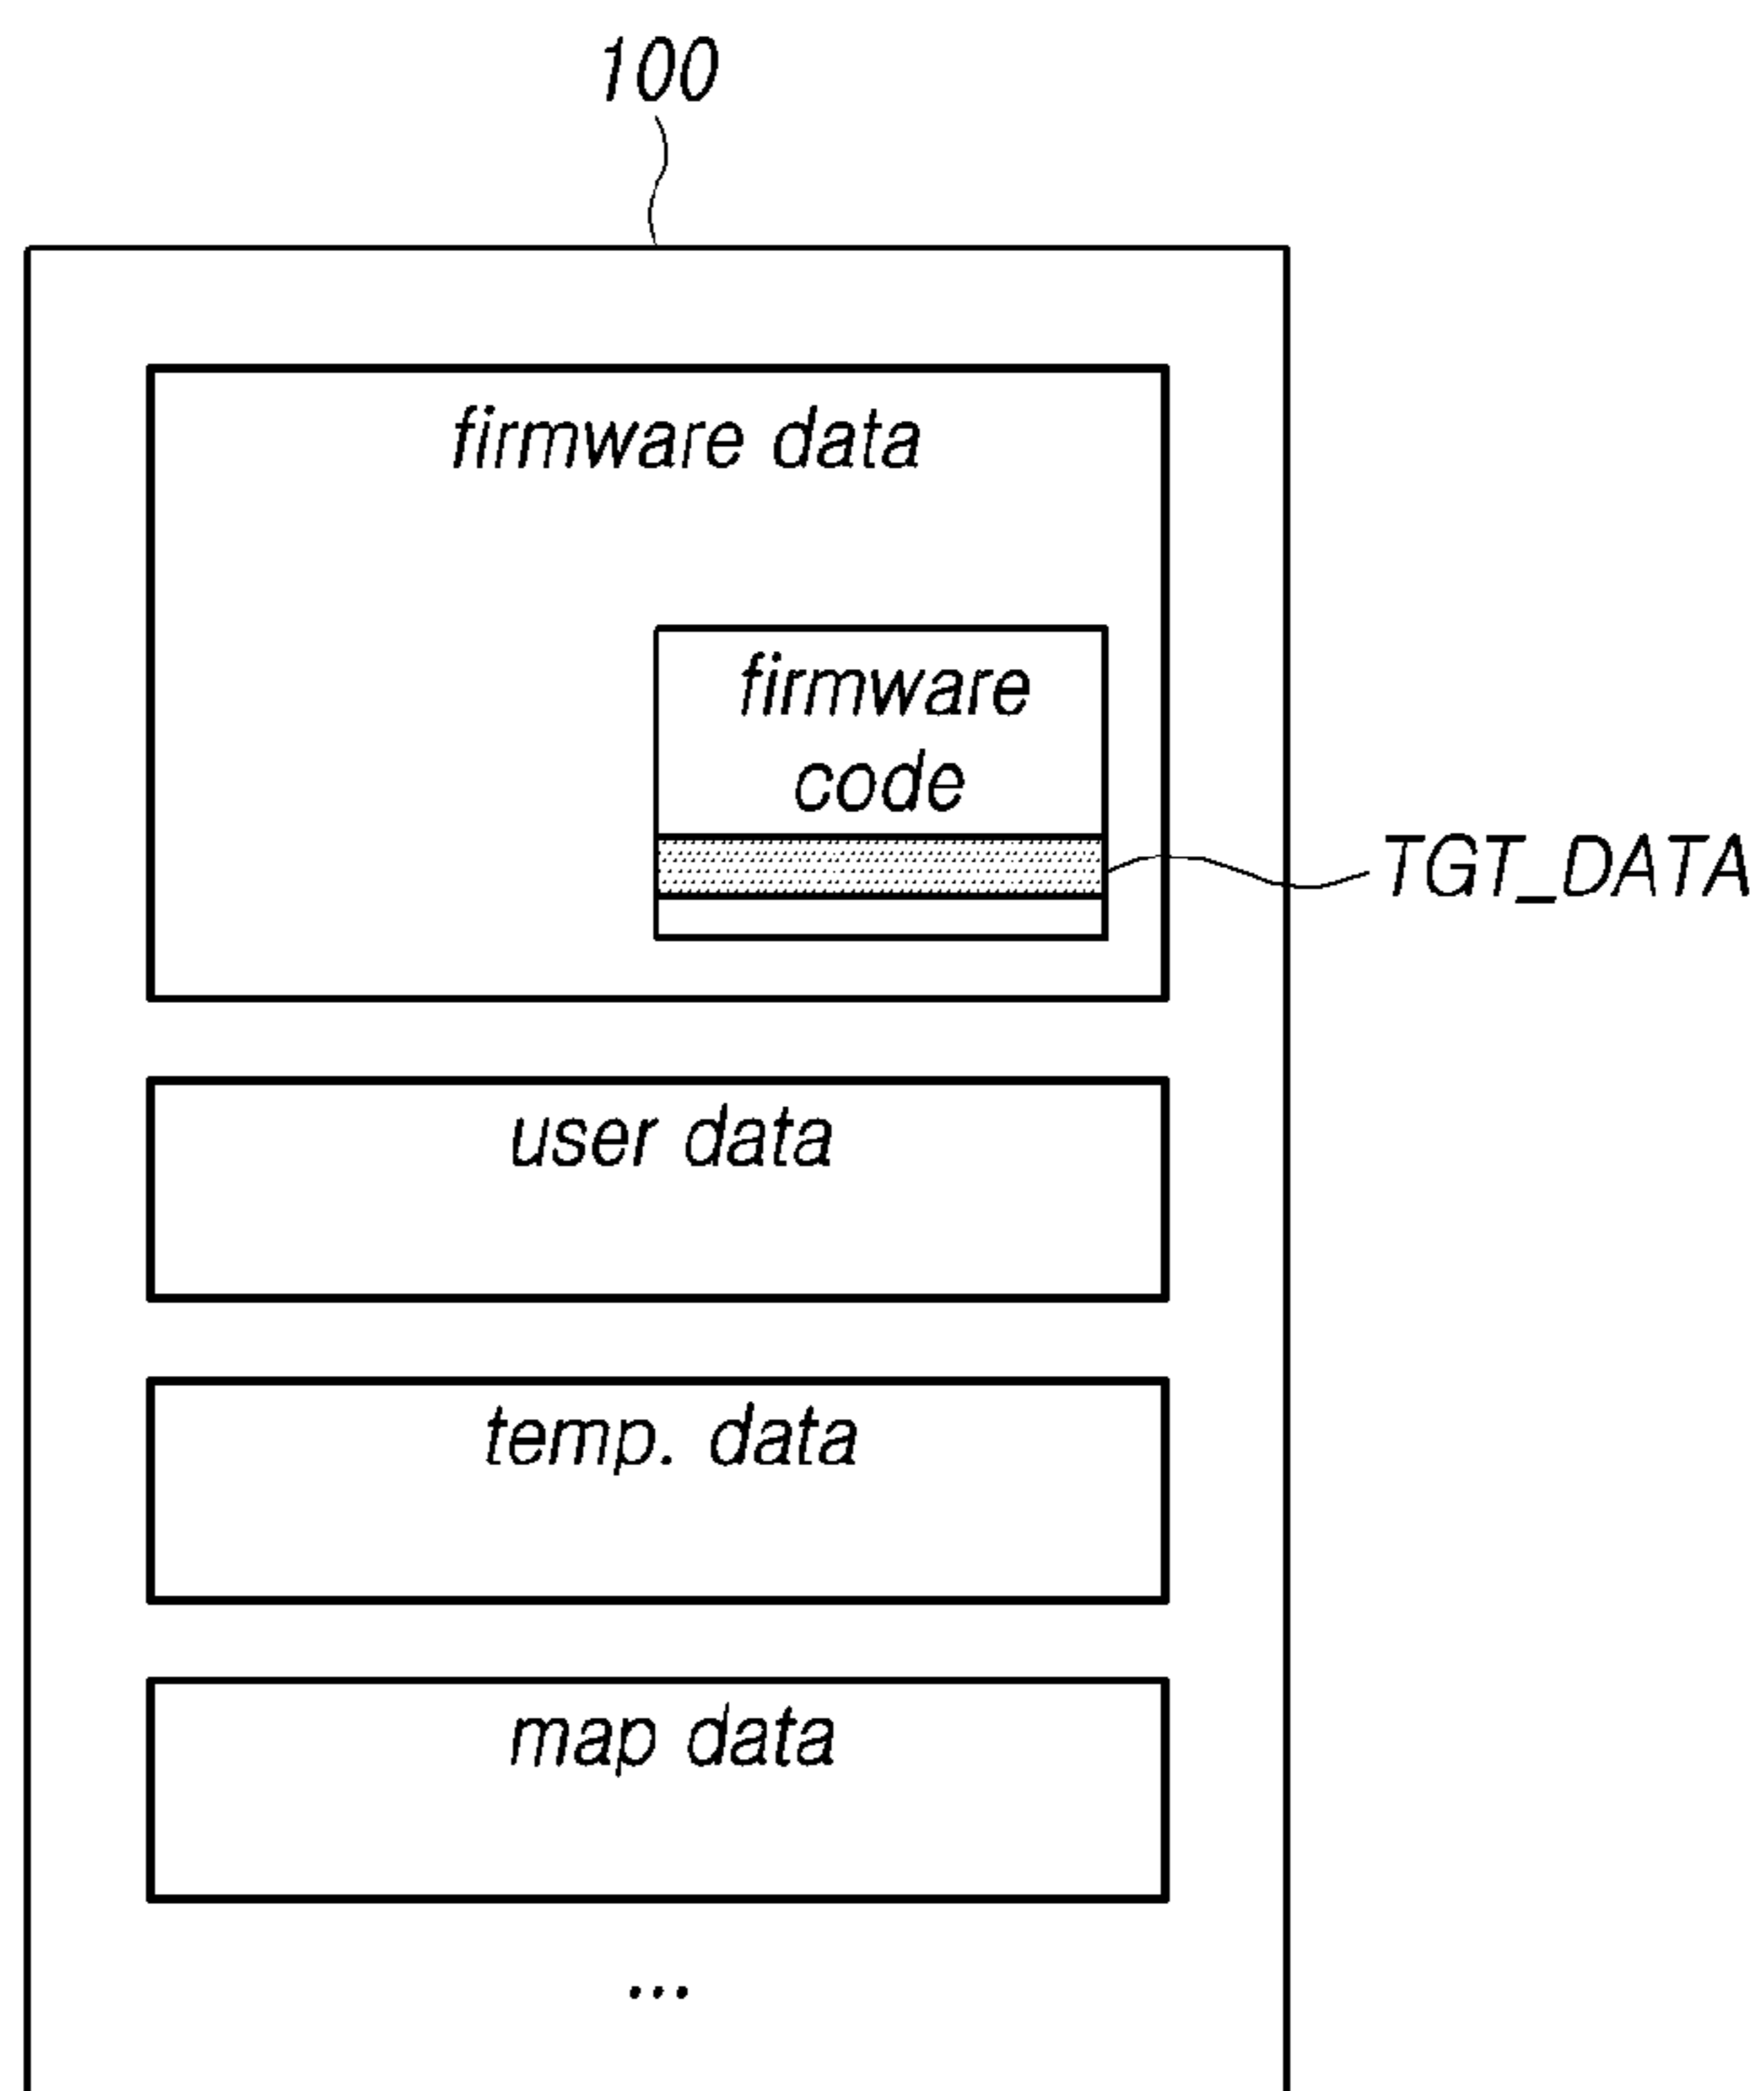 100
firmware data
firmware
code
TGT_DATA
user data
temp. data
map data
...